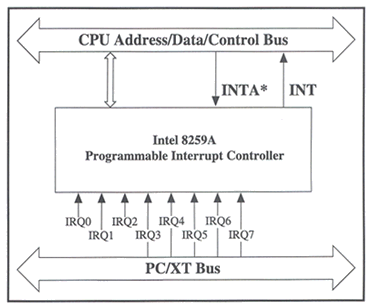 CPU Address/Data/Control Bus
INTA* INT
Intel 8259A
Programmable Interrupt Controller
IRQ0 IRQ2 IRQ4 IRQ6
IRQ1 IRQ3 IRQ5 IRQ7
PC/XT Bus